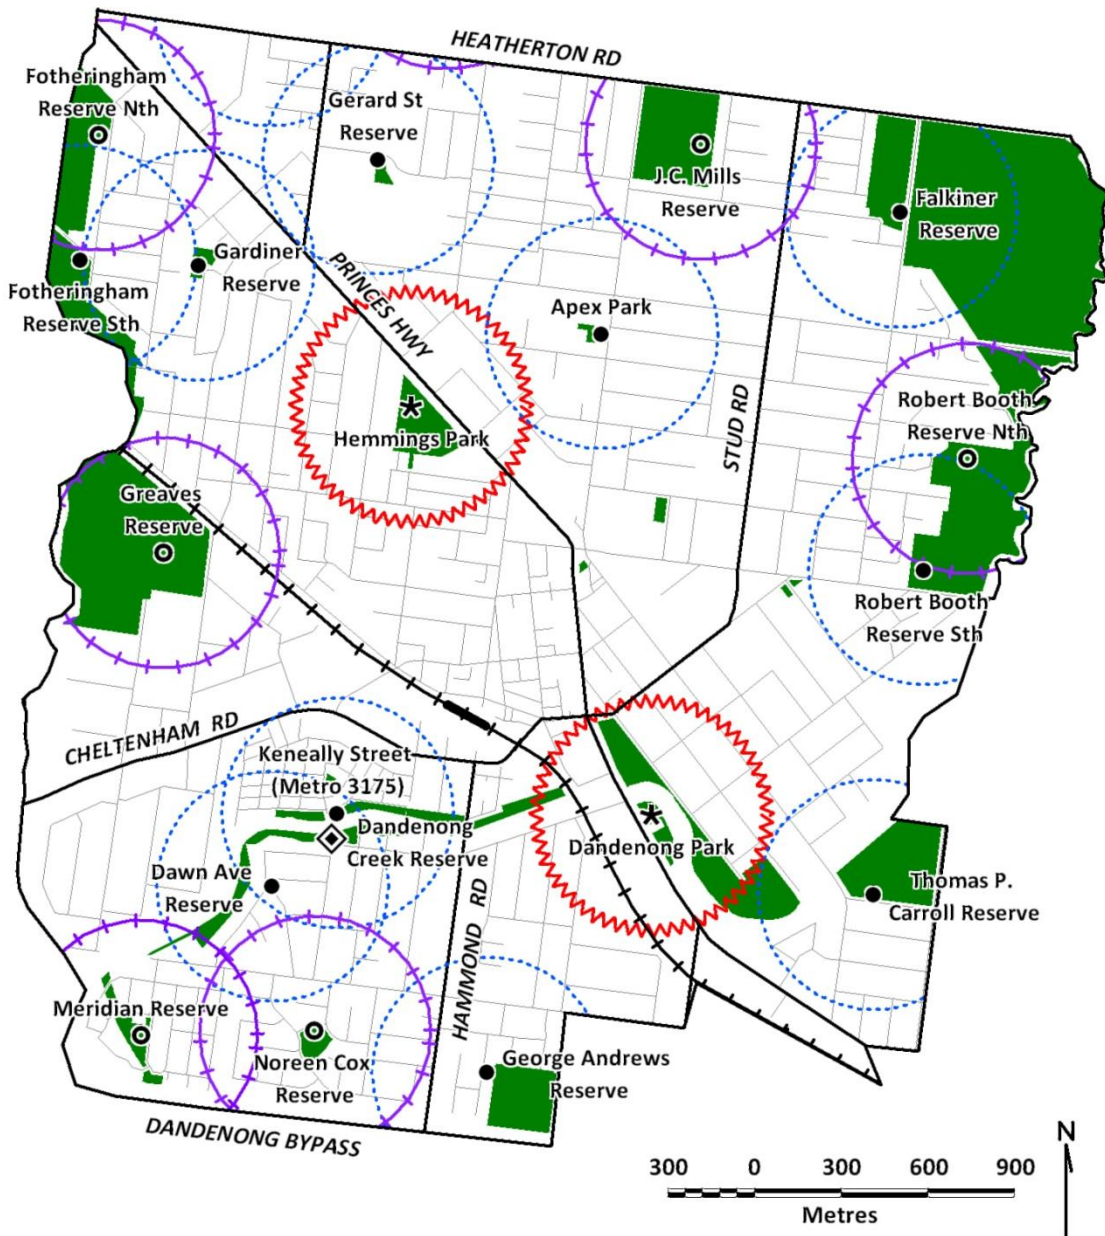 HEATHERTON RD
Fotheringham
Reserve Nth
Gerard St
Reserve
J.C. Mills
Reserve
Falkiner
Reserve
Gardiner
Reserve
Fotheringham
Reserve Sth
PRINCES HWY
Apex Park
STUD RD
Hemmings Park
Robert Booth
Reserve Nth
Greaves
Reserve
Robert Booth
Reserve Sth
CHELTENHAM RD
Keneally Street
(Metro 3175)
Dandenong
Creek Reserve
Dandenong Park
Dawn Ave
Reserve
Thomas P.
Carroll Reserve
HAMMOND RD
Meridian Reserve
Noreen Cox
Reserve
George Andrews
Reserve
DANDENONG BYPASS
N
300 0 300 600 900
Metres